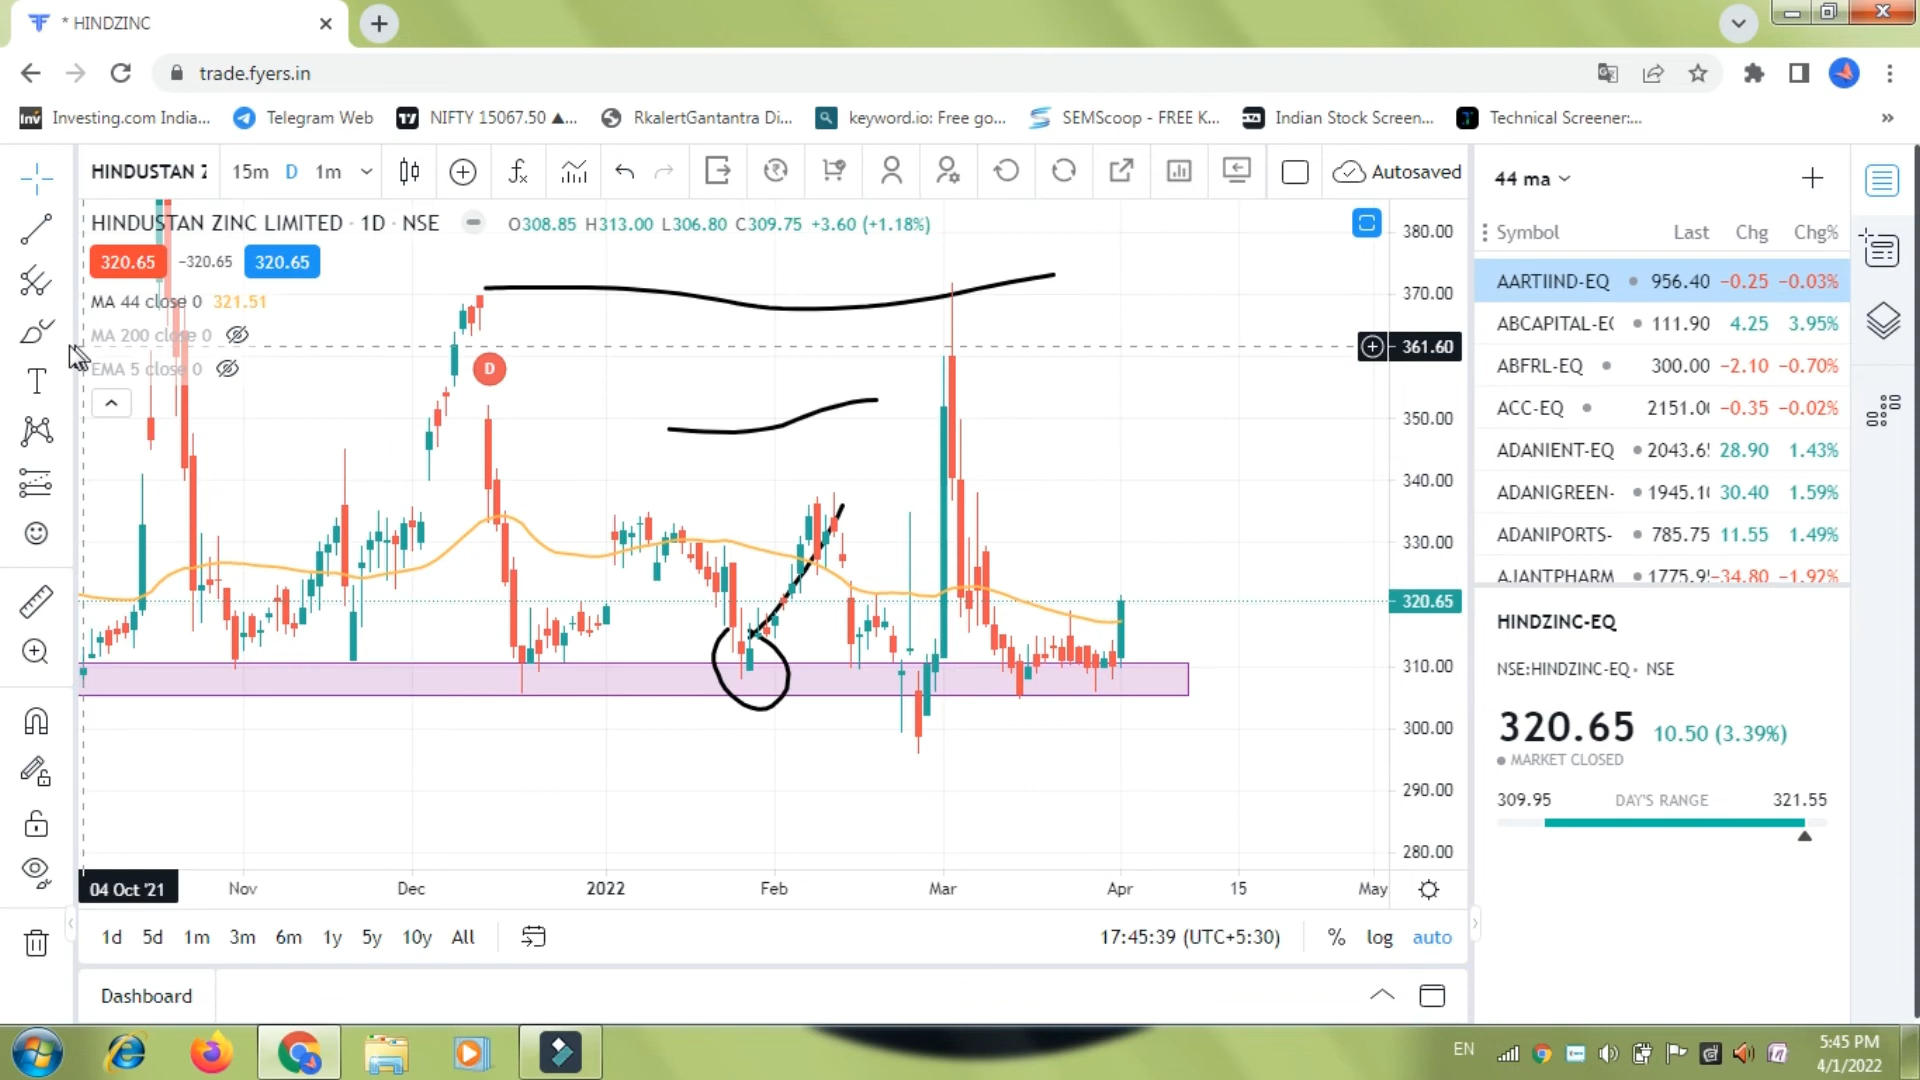 * HINDZINC
trade.fyers.in
Investing.com India... Telegram Web NIFTY 15067.50 ▲... RkalertGantantra Di... keyword.io: Free go... SEMScoop - FREE K... Indian Stock Screen... Technical Screener:...
HINDUSTAN Z 15m D 1m Autosaved
HINDUSTAN ZINC LIMITED · 1D · NSE O308.85 H313.00 L306.80 C309.75 +3.60 (+1.18%)
320.65 −320.65 320.65
MA 44 close 0 321.51
MA 200 close 0
EMA 5 close 0
D
380.00
370.00
361.60
350.00
340.00
330.00
320.65
310.00
300.00
290.00
280.00
04 Oct '21 Nov Dec 2022 Feb Mar Apr 15 May
1d 5d 1m 3m 6m 1y 5y 10y All 17:45:39 (UTC+5:30) % log auto
Dashboard
44 ma
Symbol Last Chg Chg%
AARTIIND-EQ 956.40 −0.25 −0.03%
ABCAPITAL-E 111.90 4.25 3.95%
ABFRL-EQ 300.00 −2.10 −0.70%
ACC-EQ 2151.0 −0.35 −0.02%
ADANIENT-EQ 2043.6 28.90 1.43%
ADANIGREEN- 1945.1 30.40 1.59%
ADANIPORTS- 785.75 11.55 1.49%
AJANTPHARM 1775.9 −34.80 −1.92%
HINDZINC-EQ
NSE:HINDZINC-EQ • NSE
320.65 10.50 (3.39%)
MARKET CLOSED
309.95 DAY'S RANGE 321.55
EN
5:45 PM
4/1/2022